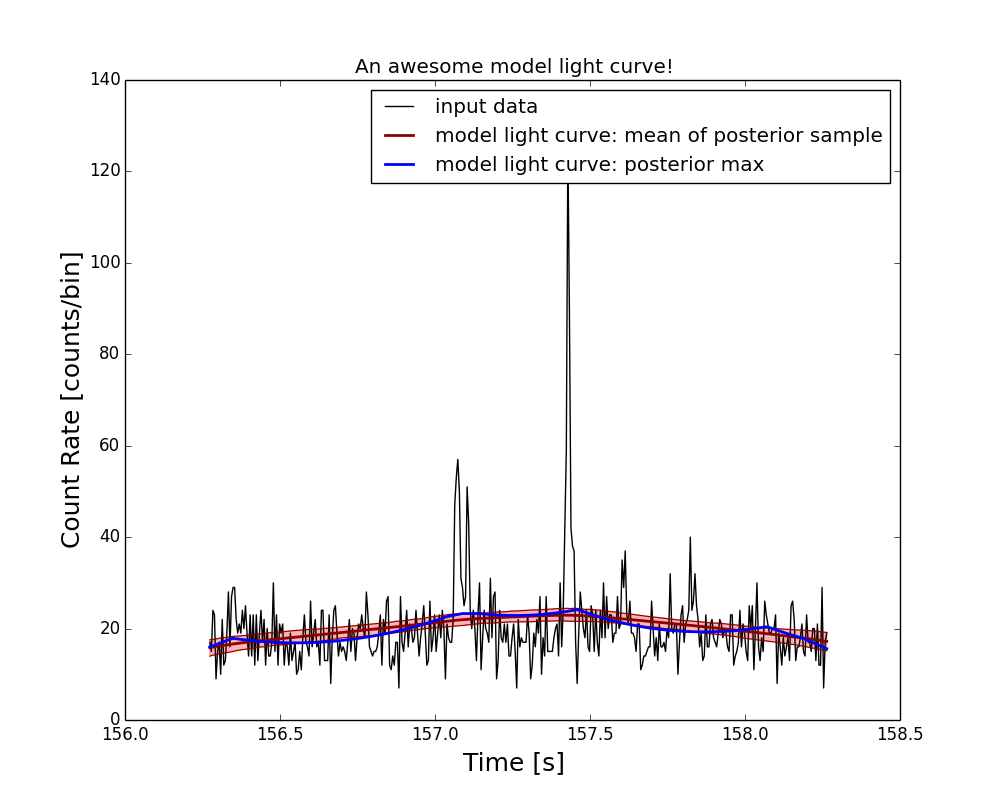 An awesome model light curve!
input data
model light curve: mean of posterior sample
model light curve: posterior max
140
120
100
80
60
40
20
0
Count Rate [counts/bin]
156.0 156.5 157.0 157.5 158.0 158.5
Time [s]